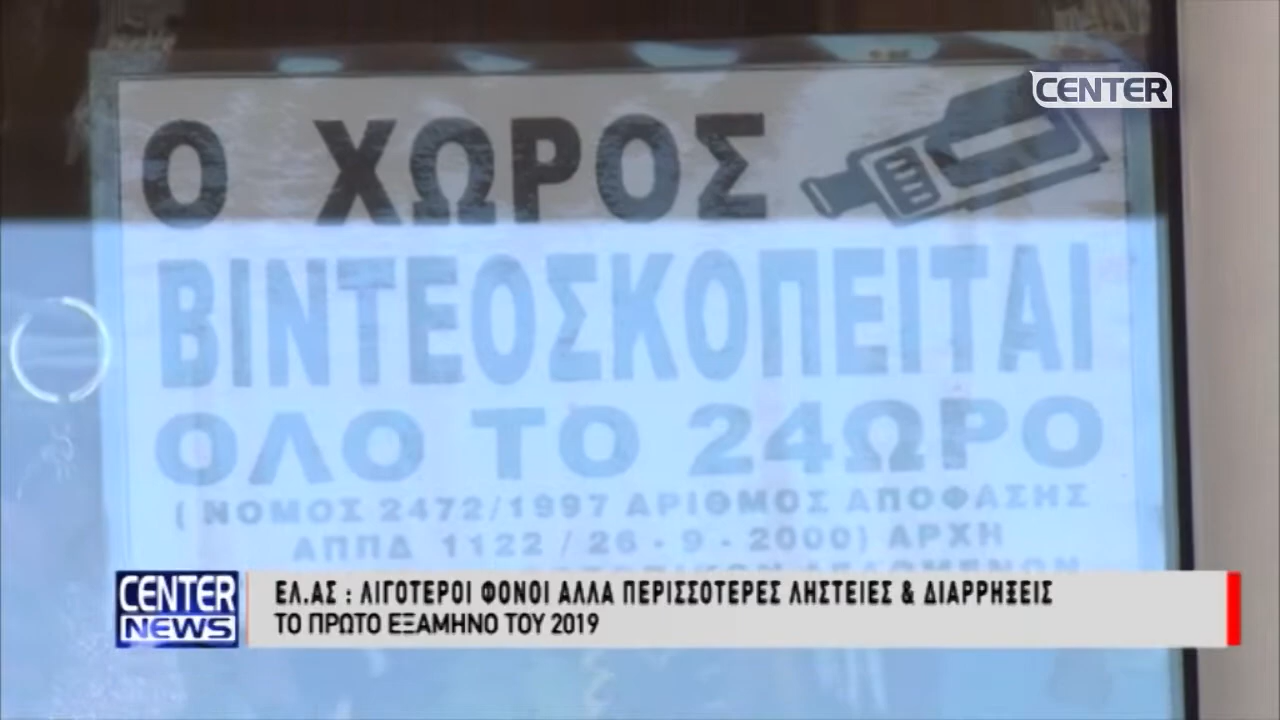 CENTER
Ο ΧΩΡΟΣ
ΒΙΝΤΕΟΣΚΟΠΕΙΤΑΙ
ΟΛΟ ΤΟ 24ΩΡΟ
( ΝΟΜΟΣ 2472/1997 ΑΡΙΘΜΟΣ ΑΠΟΦΑΣΗΣ
ΑΠΠΔ 1122 / 26 - 9 - 2000) ΑΡΧΗ
CENTER
NEWS
ΕΛ.ΑΣ : ΛΙΓΟΤΕΡΟΙ ΦΟΝΟΙ ΑΛΛΑ ΠΕΡΙΣΣΟΤΕΡΕΣ ΛΗΣΤΕΙΕΣ & ΔΙΑΡΡΗΞΕΙΣ
ΤΟ ΠΡΩΤΟ ΕΞΑΜΗΝΟ ΤΟΥ 2019